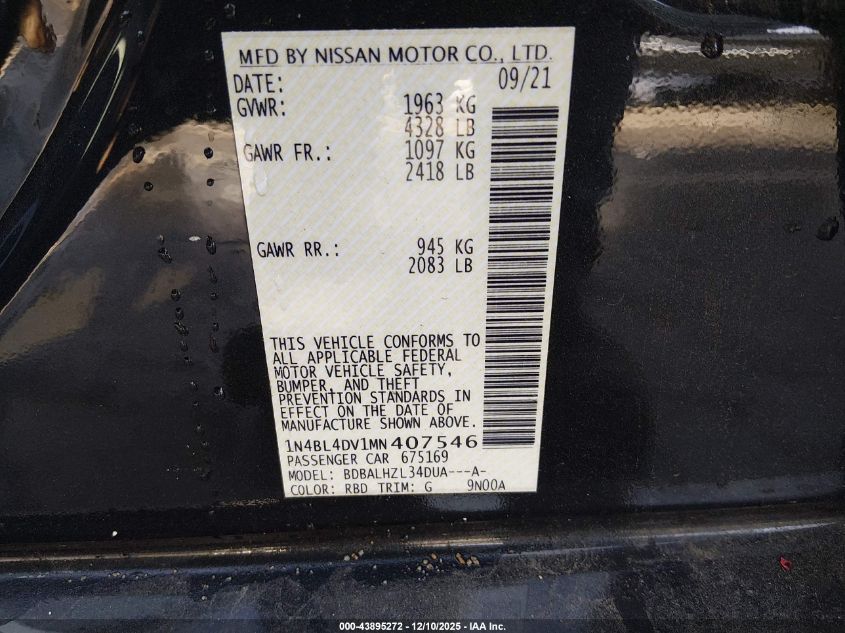 MFD BY NISSAN MOTOR CO., LTD.
DATE: 09/21
GVWR: 1963 KG
4328 LB
GAWR FR.: 1097 KG
2418 LB
GAWR RR.: 945 KG
2083 LB
THIS VEHICLE CONFORMS TO
ALL APPLICABLE FEDERAL
MOTOR VEHICLE SAFETY,
BUMPER, AND THEFT
PREVENTION STANDARDS IN
EFFECT ON THE DATE OF
MANUFACTURE SHOWN ABOVE.
1N4BL4DV1MN407546
PASSENGER CAR 675169
MODEL: BDBALHZL34DUA---A-
COLOR: RBD TRIM: G 9N00A
000-43895272 — 12/10/2025 — IAA Inc.